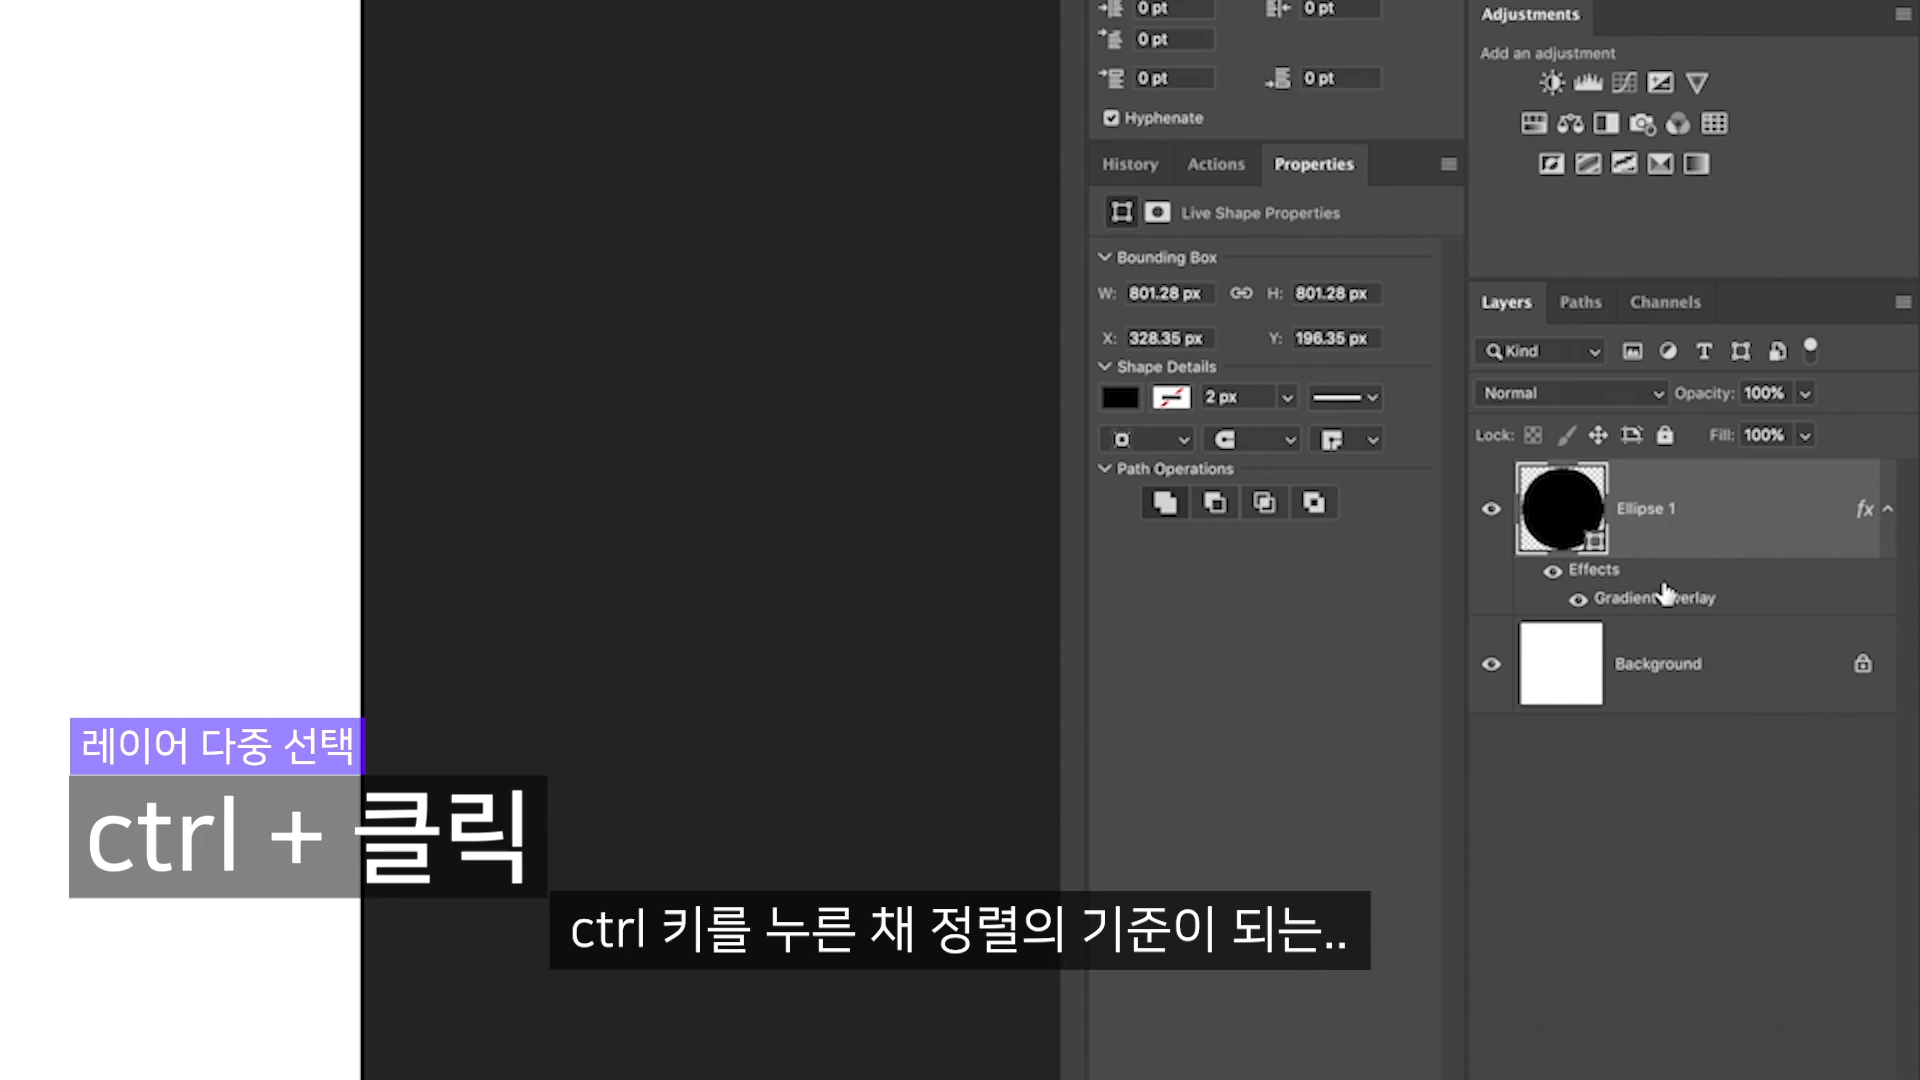 0 pt
0 pt
0 pt
0 pt
0 pt
Hyphenate
History Actions Properties
Live Shape Properties
Bounding Box
W: 801.28 px H: 801.28 px
X: 328.35 px Y: 196.35 px
Shape Details
2 px
Path Operations
Adjustments
Add an adjustment
Layers Paths Channels
Kind
Normal Opacity: 100%
Lock: Fill: 100%
Ellipse 1 fx
Effects
Gradient
Background
레이어 다중 선택
ctrl + 클릭
ctrl 키를 누른 채 정렬의 기준이 되는..